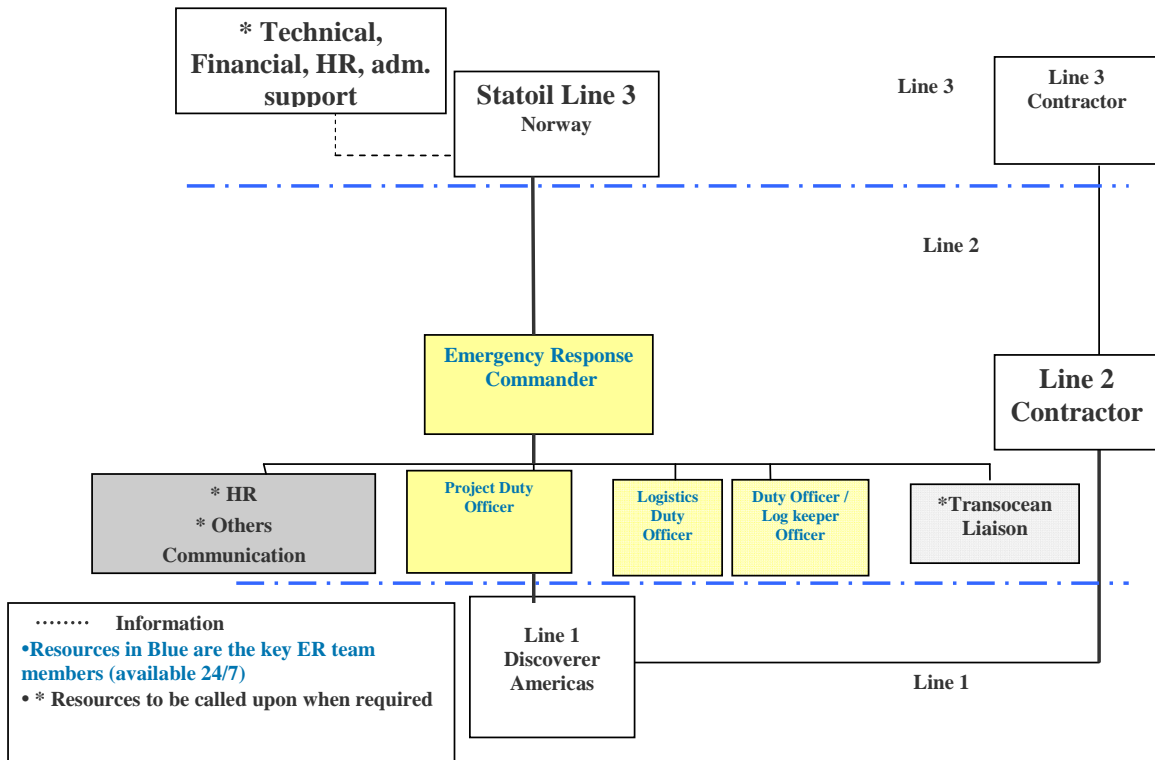 * Technical,
Financial, HR, adm.
support
Statoil Line 3
Norway
Line 3
Line 3
Contractor
Line 2
Emergency Response
Commander
Line 2
Contractor
* HR
* Others
Communication
Project Duty
Officer
Logistics
Duty
Officer
Duty Officer /
Log keeper
Officer
*Transocean
Liaison
Line 1
Discoverer
Americas
Line 1
........ Information
•Resources in Blue are the key ER team
members (available 24/7)
• * Resources to be called upon when required